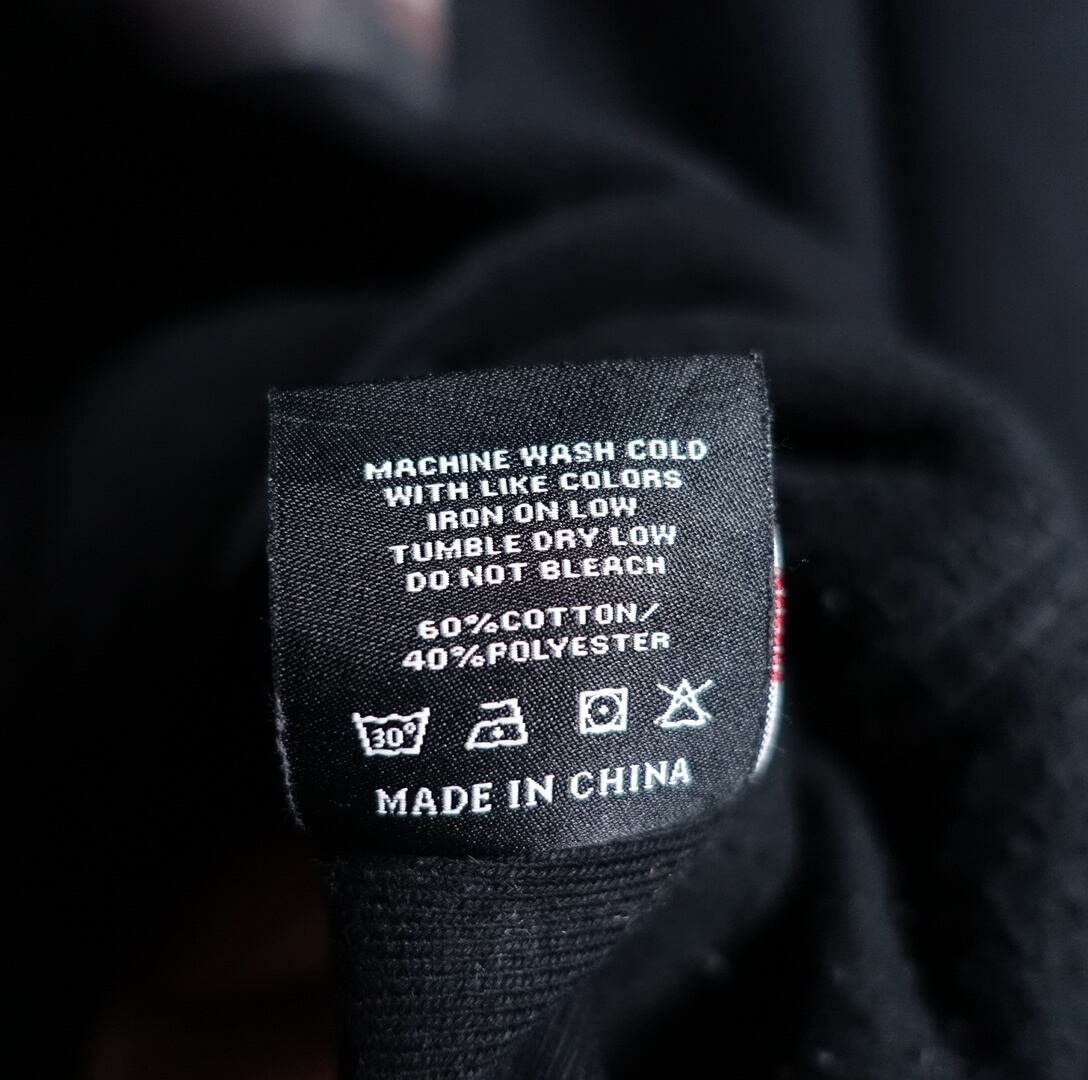 MACHINE WASH COLD
WITH LIKE COLORS
IRON ON LOW
TUMBLE DRY LOW
DO NOT BLEACH
60%COTTON/
40%POLYESTER
30°
MADE IN CHINA